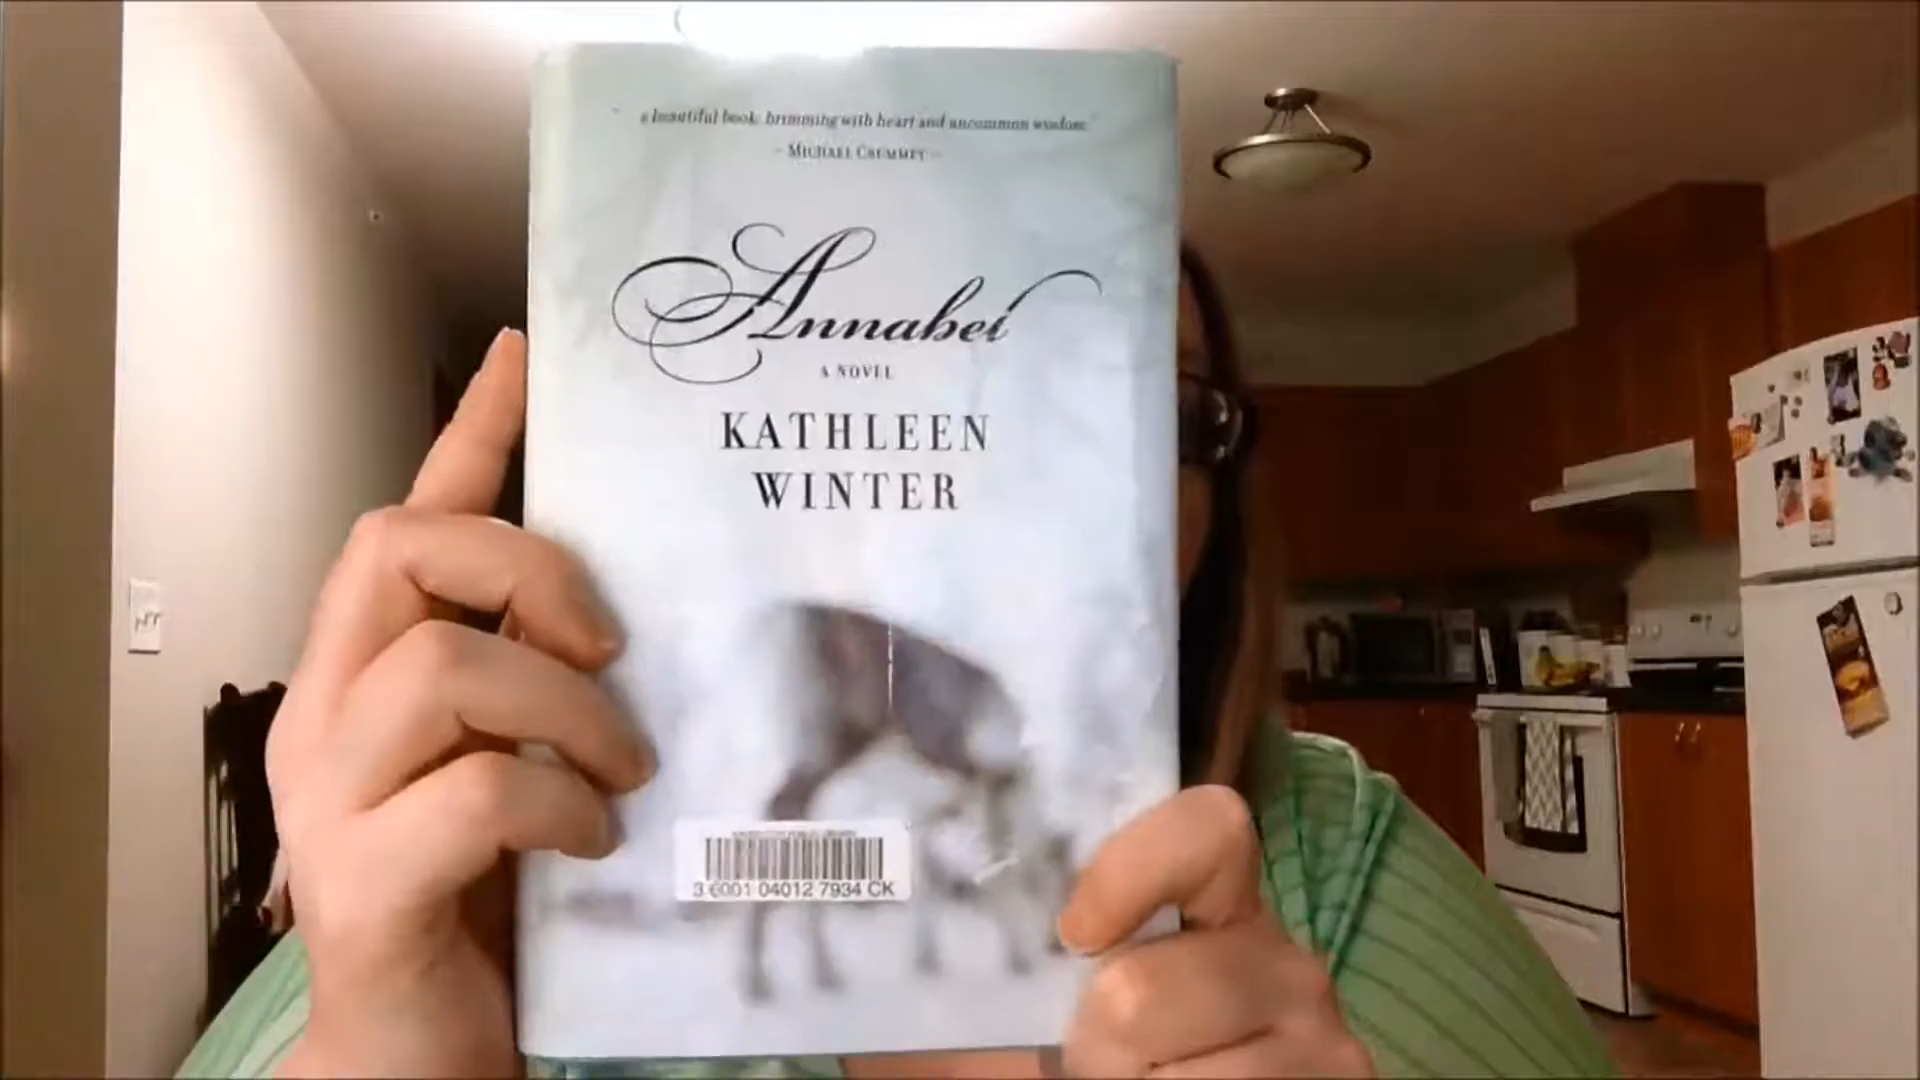 " a beautiful book, brimming with heart and uncommon wisdom."
- MICHAEL CRUMMEY -
Annabel
A NOVEL
KATHLEEN
WINTER
3 6001 04012 7934 CK